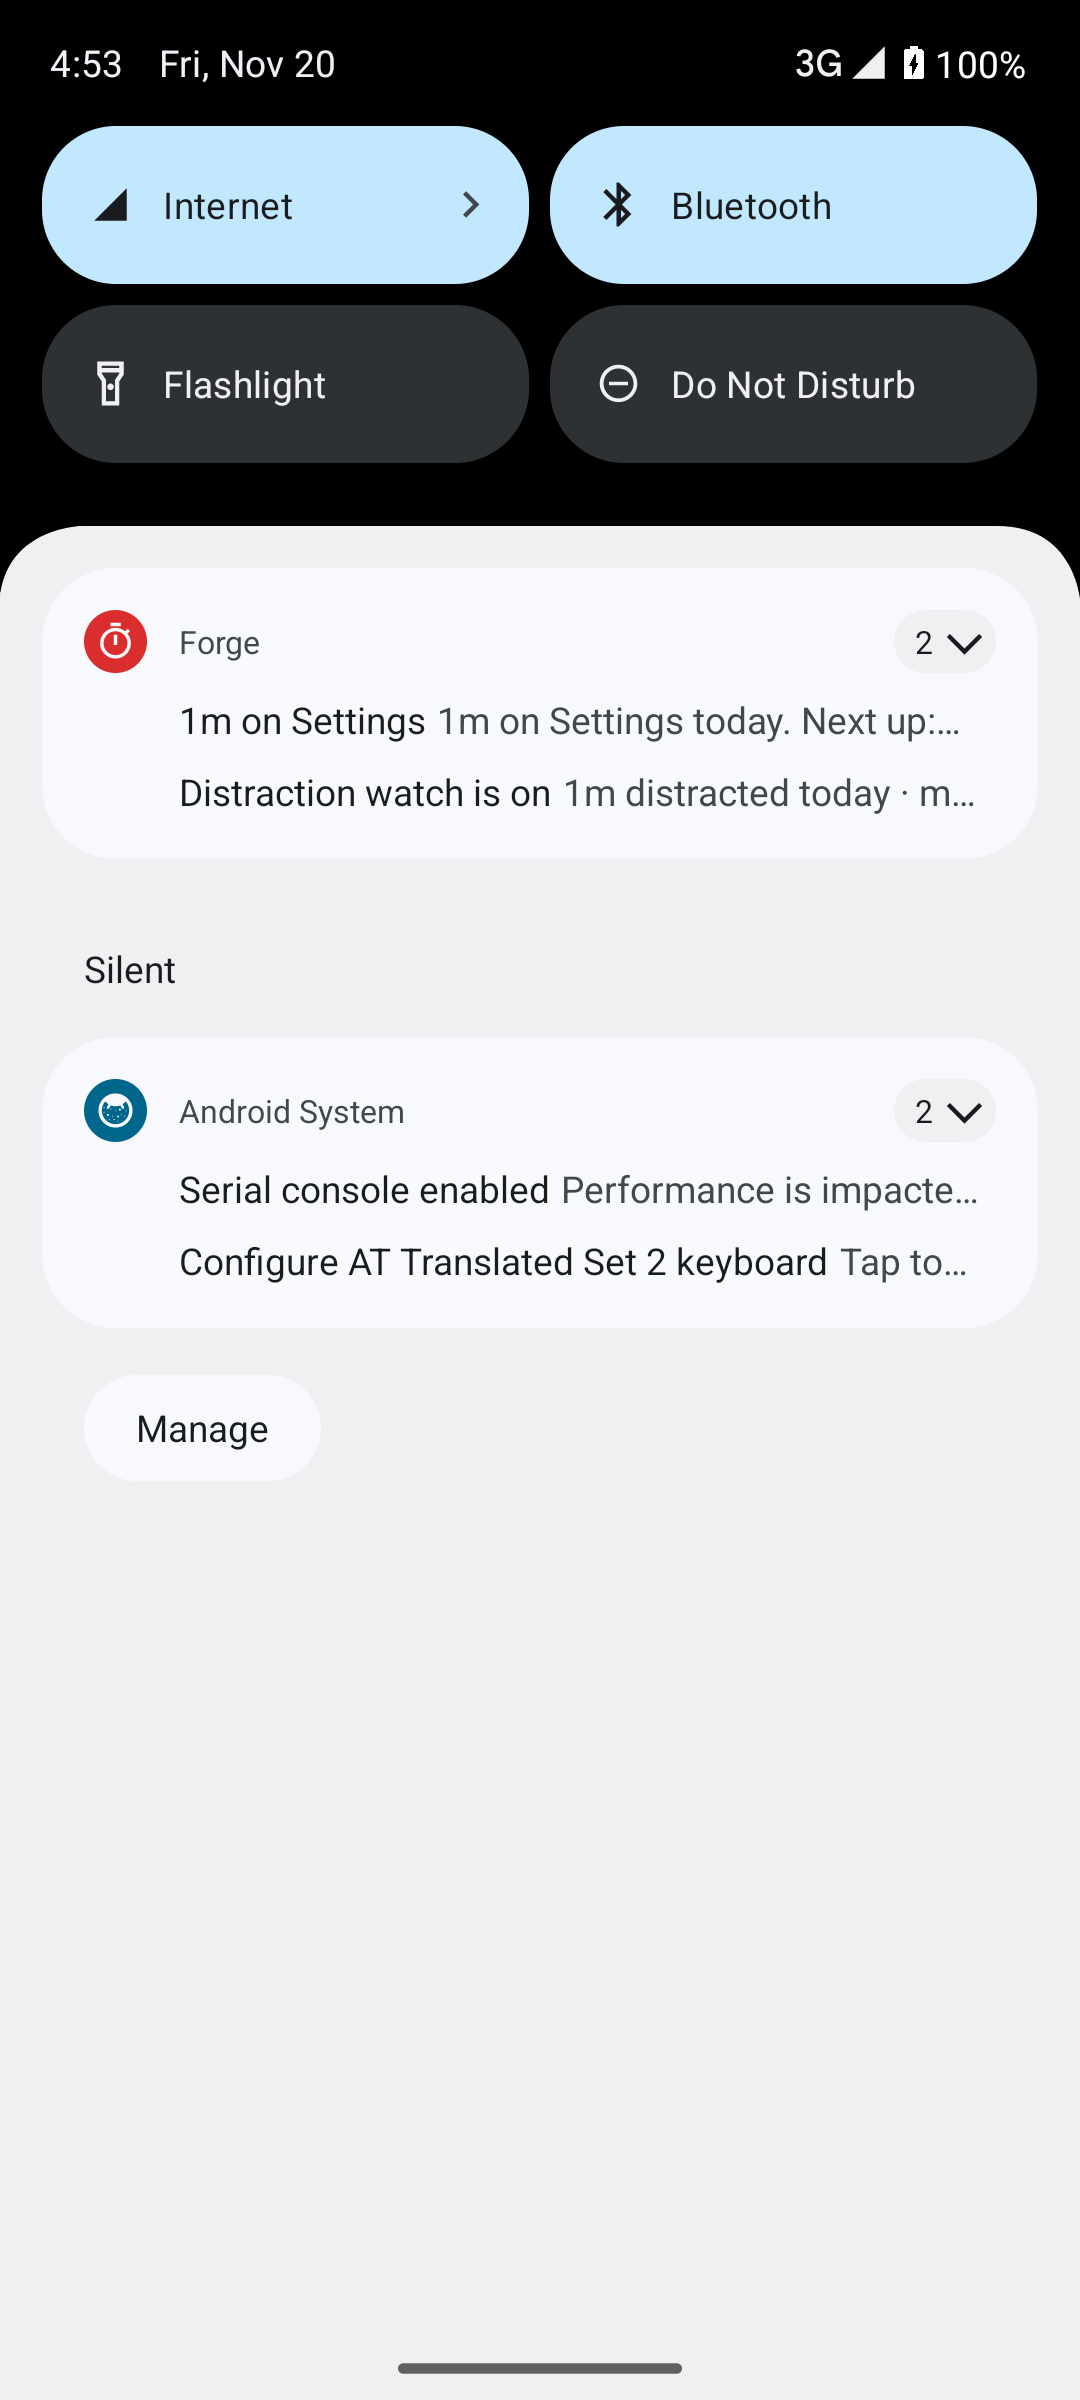 4:53 Fri, Nov 20 3G 100%
Internet
Bluetooth
Flashlight
Do Not Disturb
Forge 2
1m on Settings 1m on Settings today. Next up:…
Distraction watch is on 1m distracted today · m…
Silent
Android System 2
Serial console enabled Performance is impacte…
Configure AT Translated Set 2 keyboard Tap to…
Manage